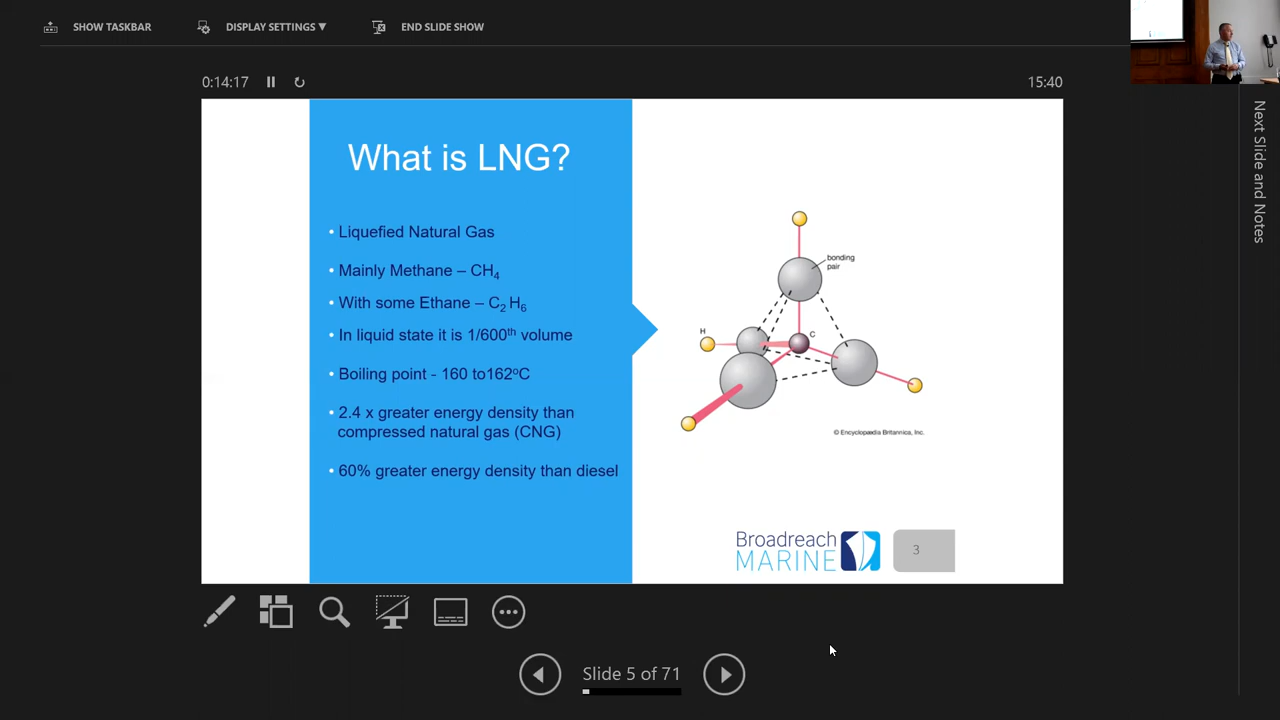 SHOW TASKBAR
DISPLAY SETTINGS ▼
END SLIDE SHOW
0:14:17
15:40
What is LNG?
• Liquefied Natural Gas
• Mainly Methane – CH4
• With some Ethane – C2 H6
• In liquid state it is 1/600th volume
• Boiling point - 160 to162oC
• 2.4 x greater energy density than
compressed natural gas (CNG)
• 60% greater energy density than diesel
bonding
pair
H
C
© Encyclopædia Britannica, Inc.
Broadreach
MARINE
3
Slide 5 of 71
Next Slide and Notes